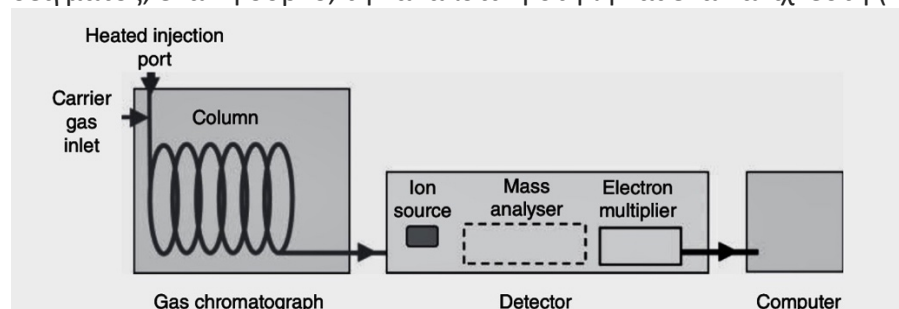 Heated injection
port
Carrier
gas
inlet
Column
Ion
source
Mass
analyser
Electron
multiplier
Gas chromatograph
Detector
Computer